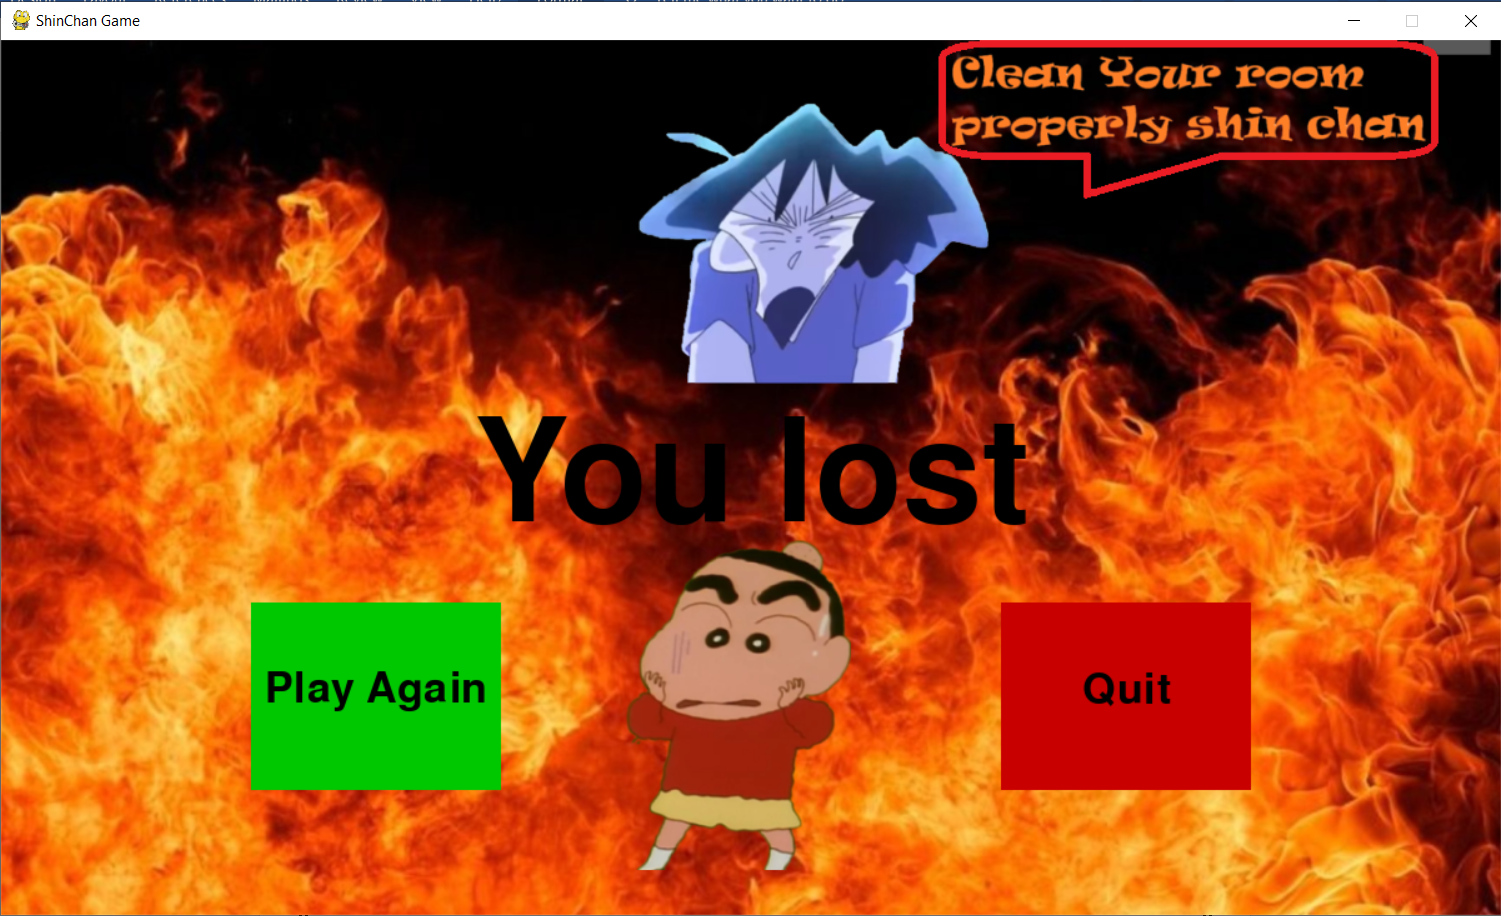 ShinChan Game
Clean Your room
properly shin chan
You lost
Play Again
Quit